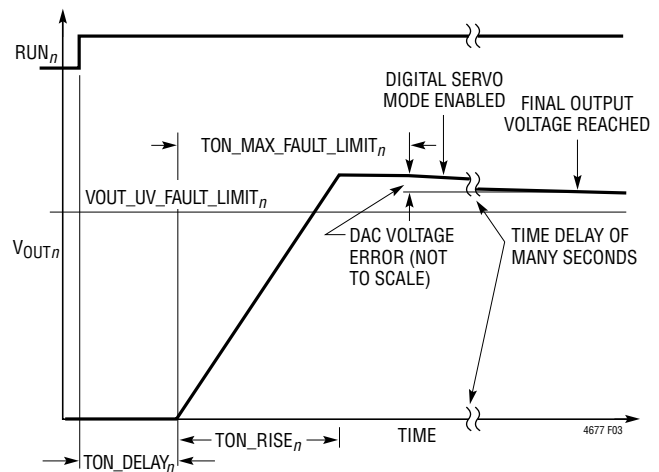 RUNn
DIGITAL SERVO
MODE ENABLED
FINAL OUTPUT
VOLTAGE REACHED
TON_MAX_FAULT_LIMITn
VOUT_UV_FAULT_LIMITn
VOUTn
DAC VOLTAGE
ERROR (NOT
TO SCALE)
TIME DELAY OF
MANY SECONDS
TON_RISEn
TIME
4677 F03
TON_DELAYn